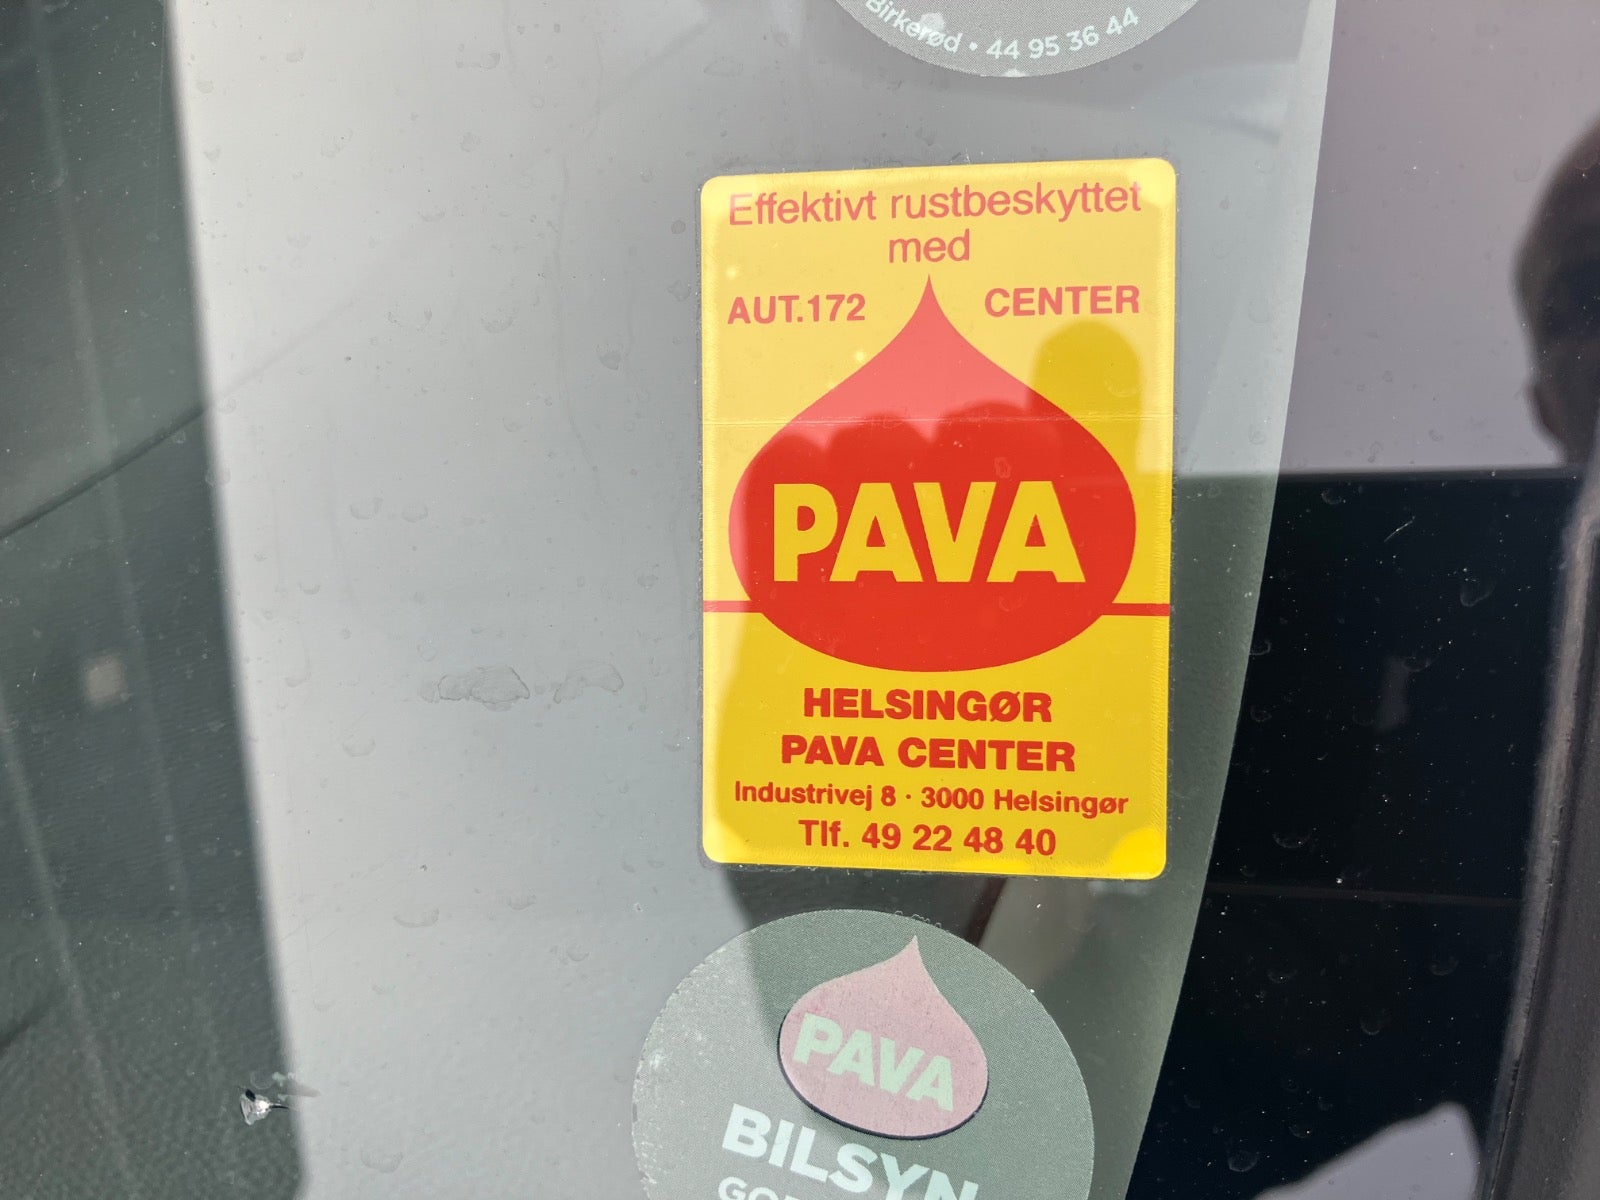 Birkerød • 44 95 36 44
Effektivt rustbeskyttet
med
AUT.172 CENTER
PAVA
HELSINGØR
PAVA CENTER
Industrivej 8 · 3000 Helsingør
Tlf. 49 22 48 40
PAVA
BILSYN